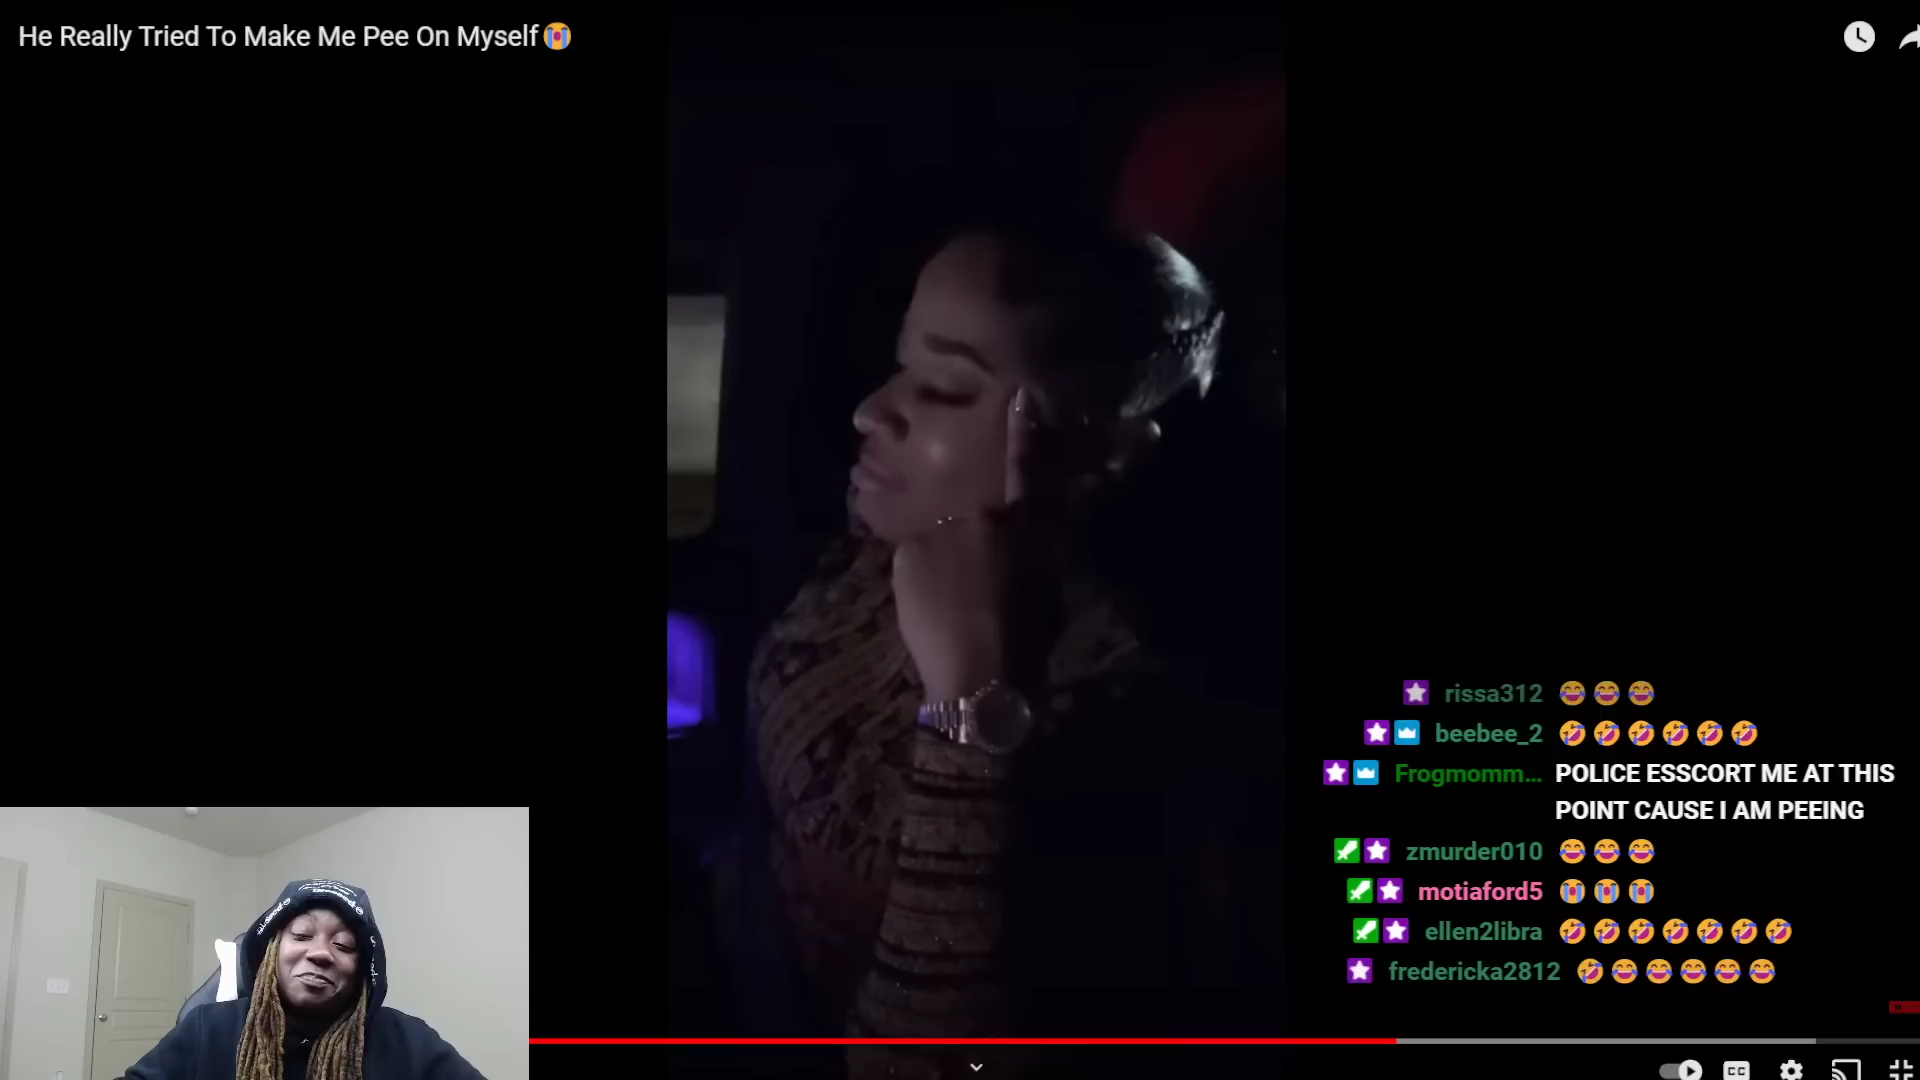 He Really Tried To Make Me Pee On Myself😭
rissa312 😂😂😂
beebee_2 🤣🤣🤣🤣🤣🤣
Frogmomm... POLICE ESSCORT ME AT THIS
POINT CAUSE I AM PEEING
zmurder010 😂😂😂
motiaford5 😭😭😭
ellen2libra 🤣🤣🤣🤣🤣🤣🤣
fredericka2812 🤣😂😂😂😂😂
CC